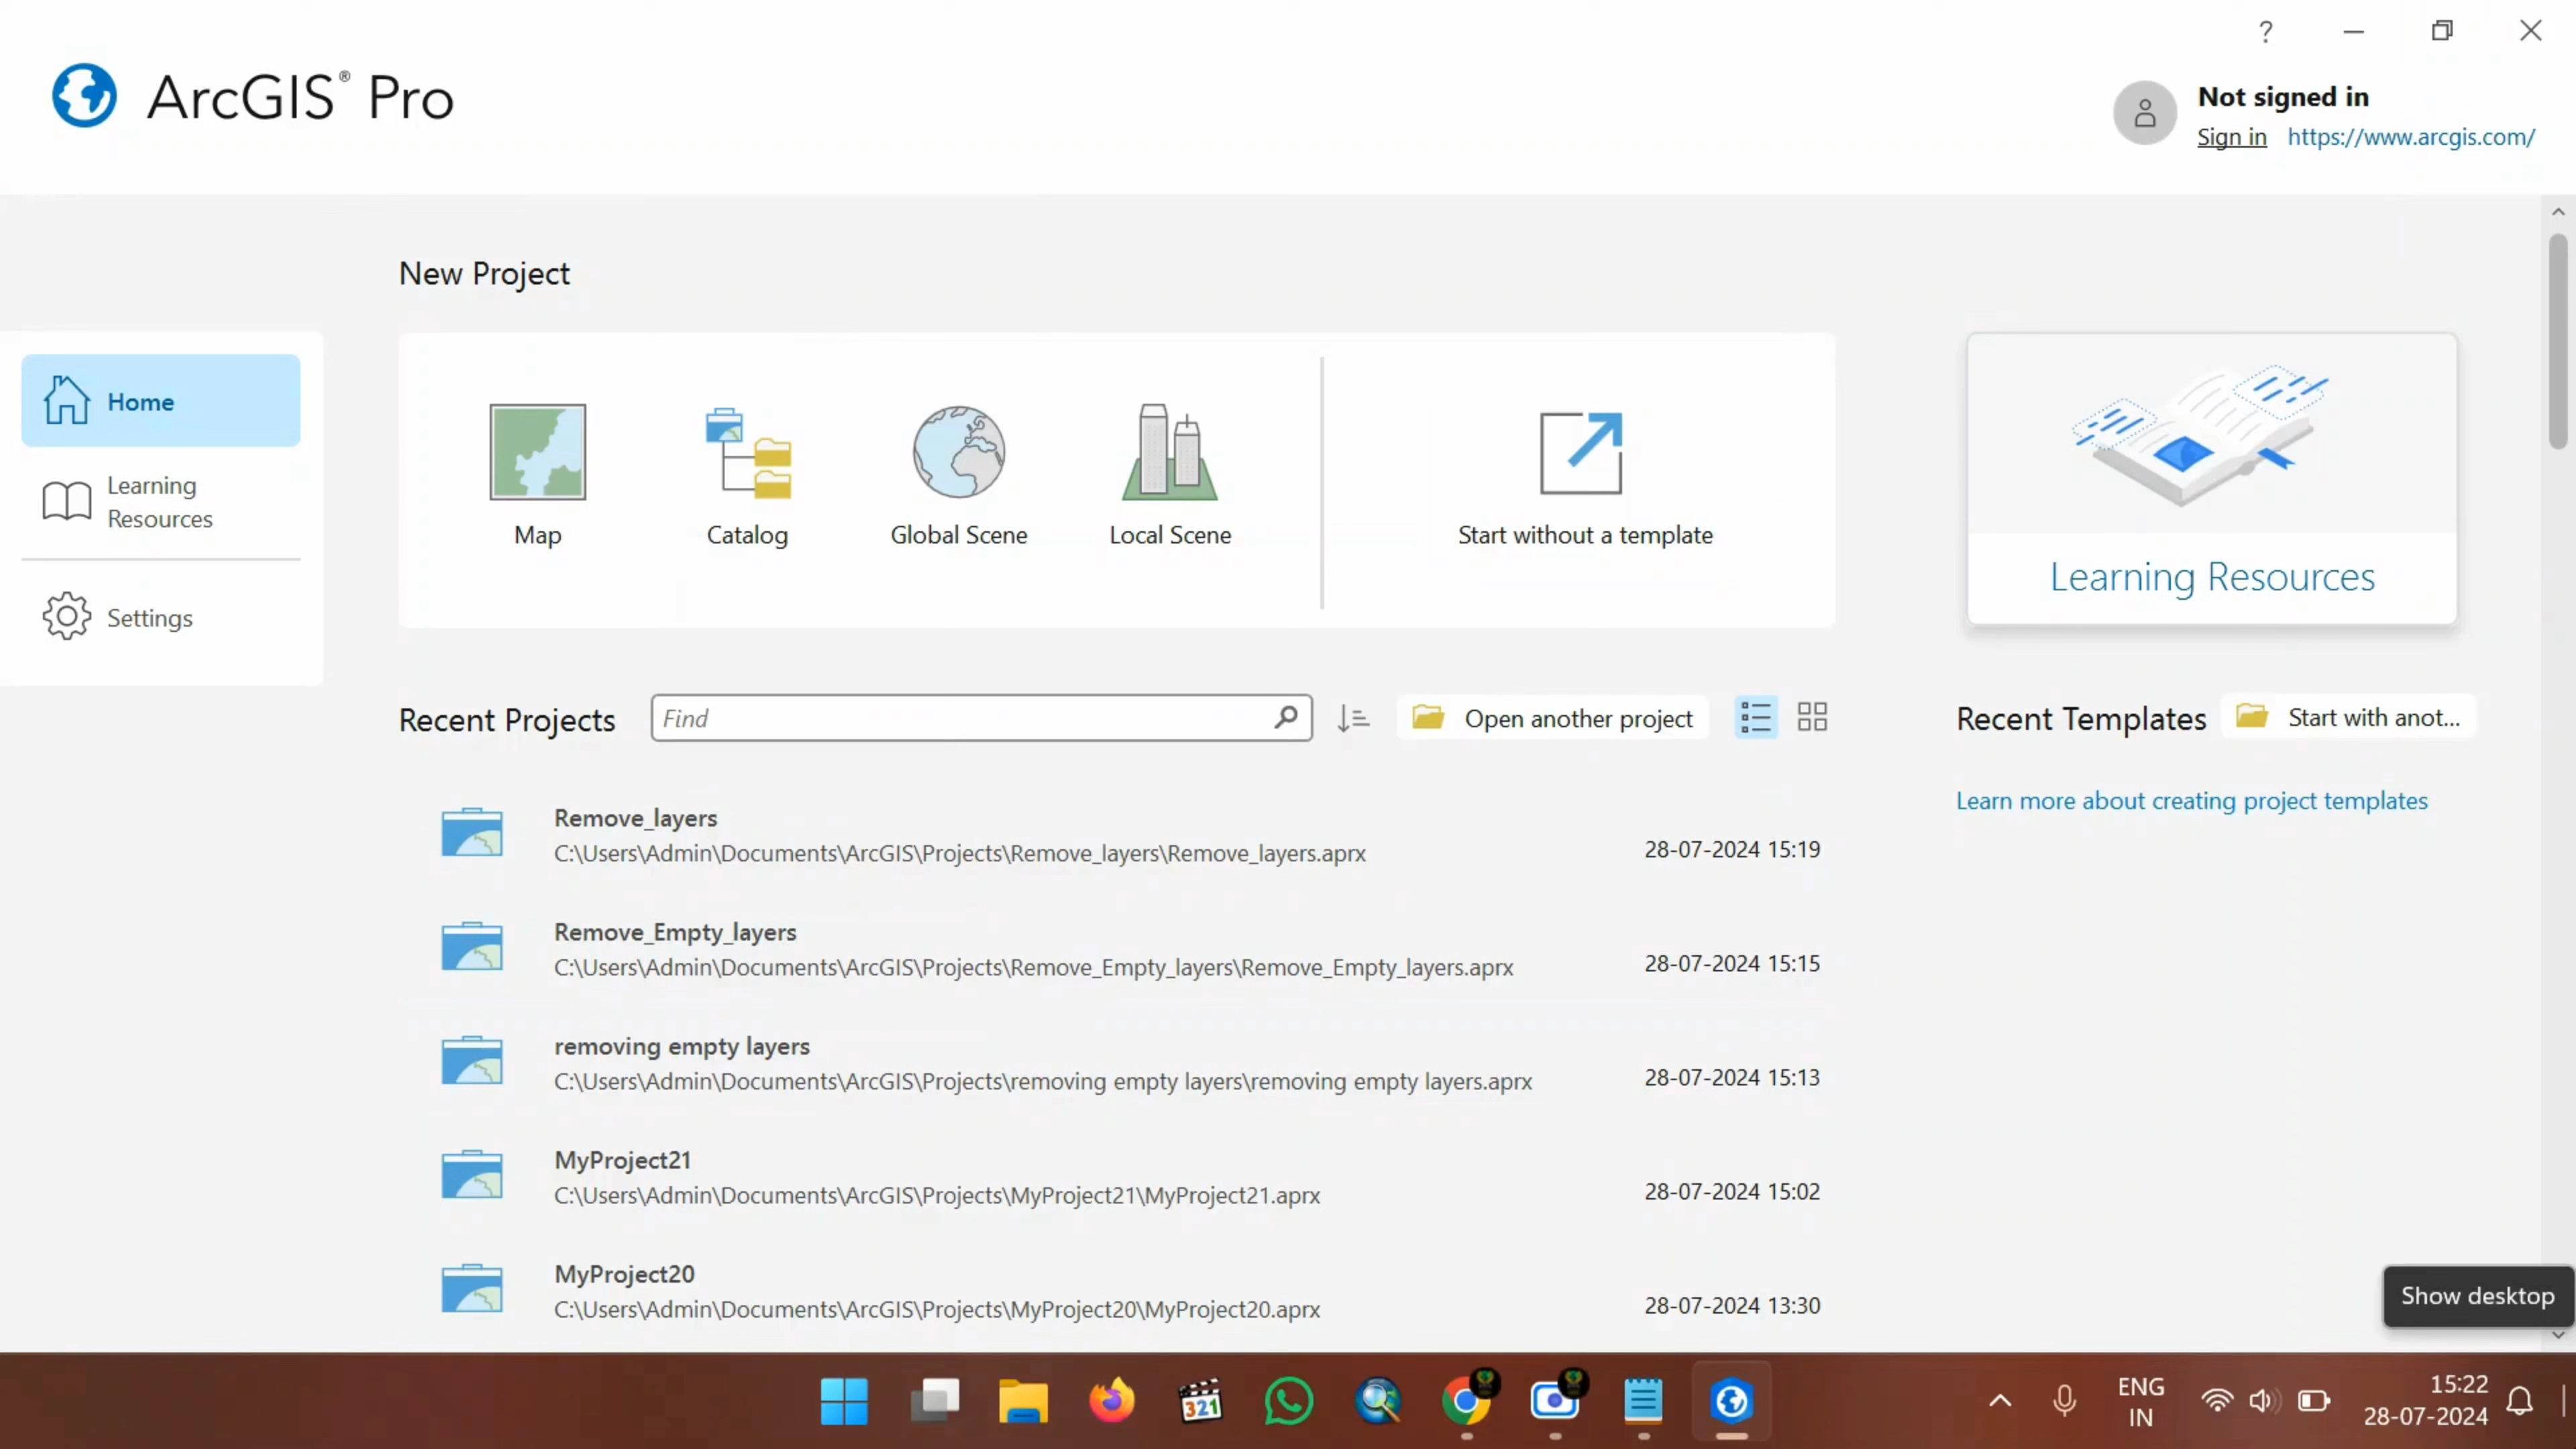 ?
ArcGIS® Pro
Not signed in
Sign in https://www.arcgis.com/
New Project
Home
Learning
Resources
Settings
Map
Catalog
Global Scene
Local Scene
Start without a template
Learning Resources
Recent Projects
Find
Open another project
Recent Templates
Start with anot...
Learn more about creating project templates
Remove_layers
C:\Users\Admin\Documents\ArcGIS\Projects\Remove_layers\Remove_layers.aprx
28-07-2024 15:19
Remove_Empty_layers
C:\Users\Admin\Documents\ArcGIS\Projects\Remove_Empty_layers\Remove_Empty_layers.aprx
28-07-2024 15:15
removing empty layers
C:\Users\Admin\Documents\ArcGIS\Projects\removing empty layers\removing empty layers.aprx
28-07-2024 15:13
MyProject21
C:\Users\Admin\Documents\ArcGIS\Projects\MyProject21\MyProject21.aprx
28-07-2024 15:02
MyProject20
C:\Users\Admin\Documents\ArcGIS\Projects\MyProject20\MyProject20.aprx
28-07-2024 13:30
Show desktop
321
ENG
IN
15:22
28-07-2024